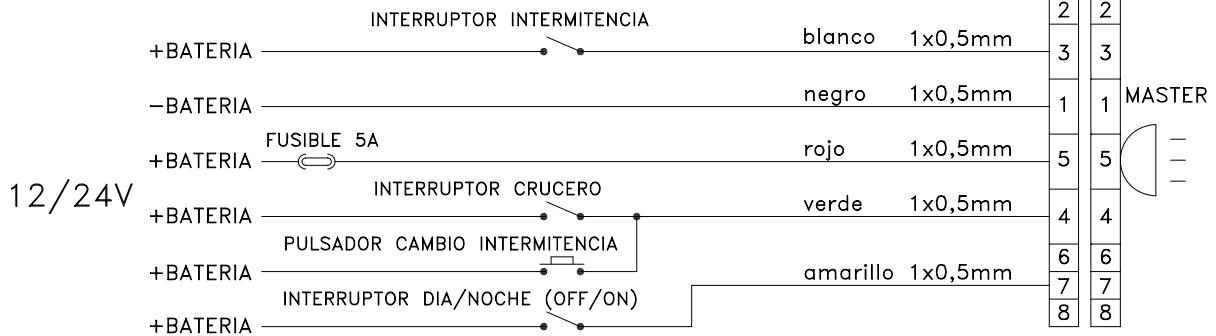 2 2
INTERRUPTOR INTERMITENCIA
+BATERIA blanco 1x0,5mm 3 3
-BATERIA negro 1x0,5mm 1 1 MASTER
FUSIBLE 5A
+BATERIA rojo 1x0,5mm 5 5
12/24V
INTERRUPTOR CRUCERO
+BATERIA verde 1x0,5mm 4 4
PULSADOR CAMBIO INTERMITENCIA
6 6
+BATERIA amarillo 1x0,5mm 7 7
INTERRUPTOR DIA/NOCHE (OFF/ON)
8 8
+BATERIA